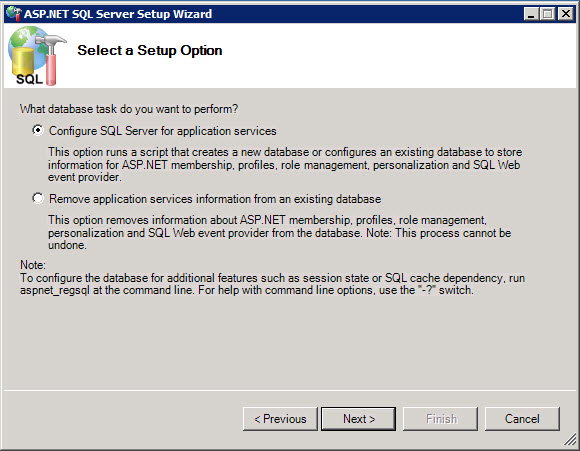 ASP.NET SQL Server Setup Wizard
SQL
Select a Setup Option
What database task do you want to perform?
Configure SQL Server for application services
This option runs a script that creates a new database or configures an existing database to store
information for ASP.NET membership, profiles, role management, personalization and SQL Web
event provider.
Remove application services information from an existing database
This option removes information about ASP.NET membership, profiles, role management,
personalization and SQL Web event provider from the database. Note: This process cannot be
undone.
Note:
To configure the database for additional features such as session state or SQL cache dependency, run
aspnet_regsql at the command line. For help with command line options, use the "-?" switch.
< Previous Next > Finish Cancel